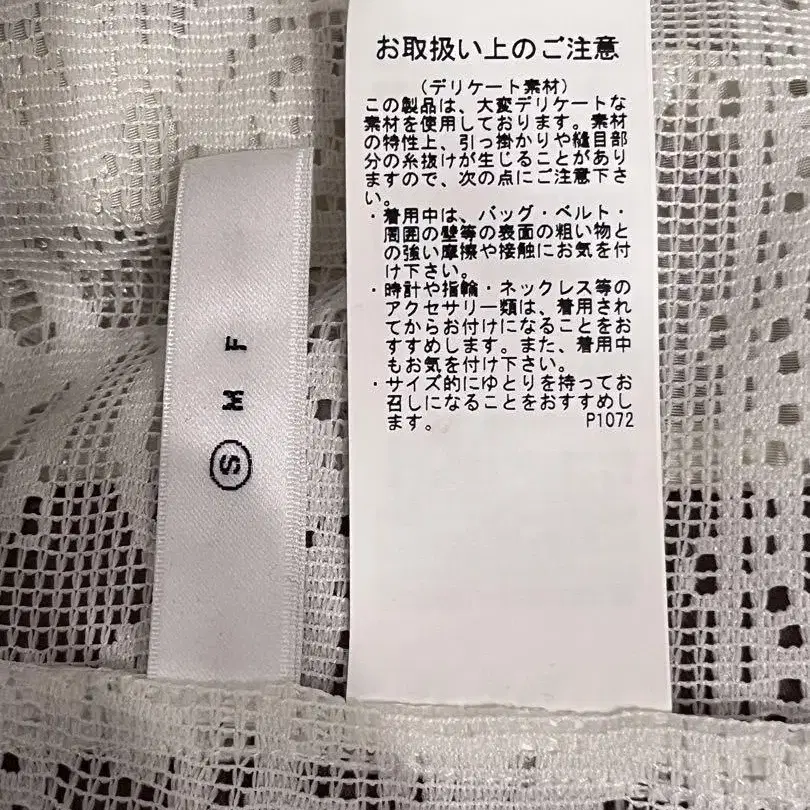 お取扱い上のご注意
(デリケート素材)
この製品は、大変デリケートな
素材を使用しております。素材
の特性上、引っ掛かりや縫目部
分の糸抜けが生じることがあり
ますので、次の点にご注意下さ
い。
・着用中は、バッグ・ベルト・
周囲の壁等の表面の粗い物と
の強い摩擦や接触にお気を付
け下さい。
・時計や指輪・ネックレス等の
アクセサリー類は、着用され
てからお付けになることをお
すすめします。また、着用中
もお気を付け下さい。
・サイズ的にゆとりを持ってお
召しになることをおすすめし
ます。 P1072
S M F